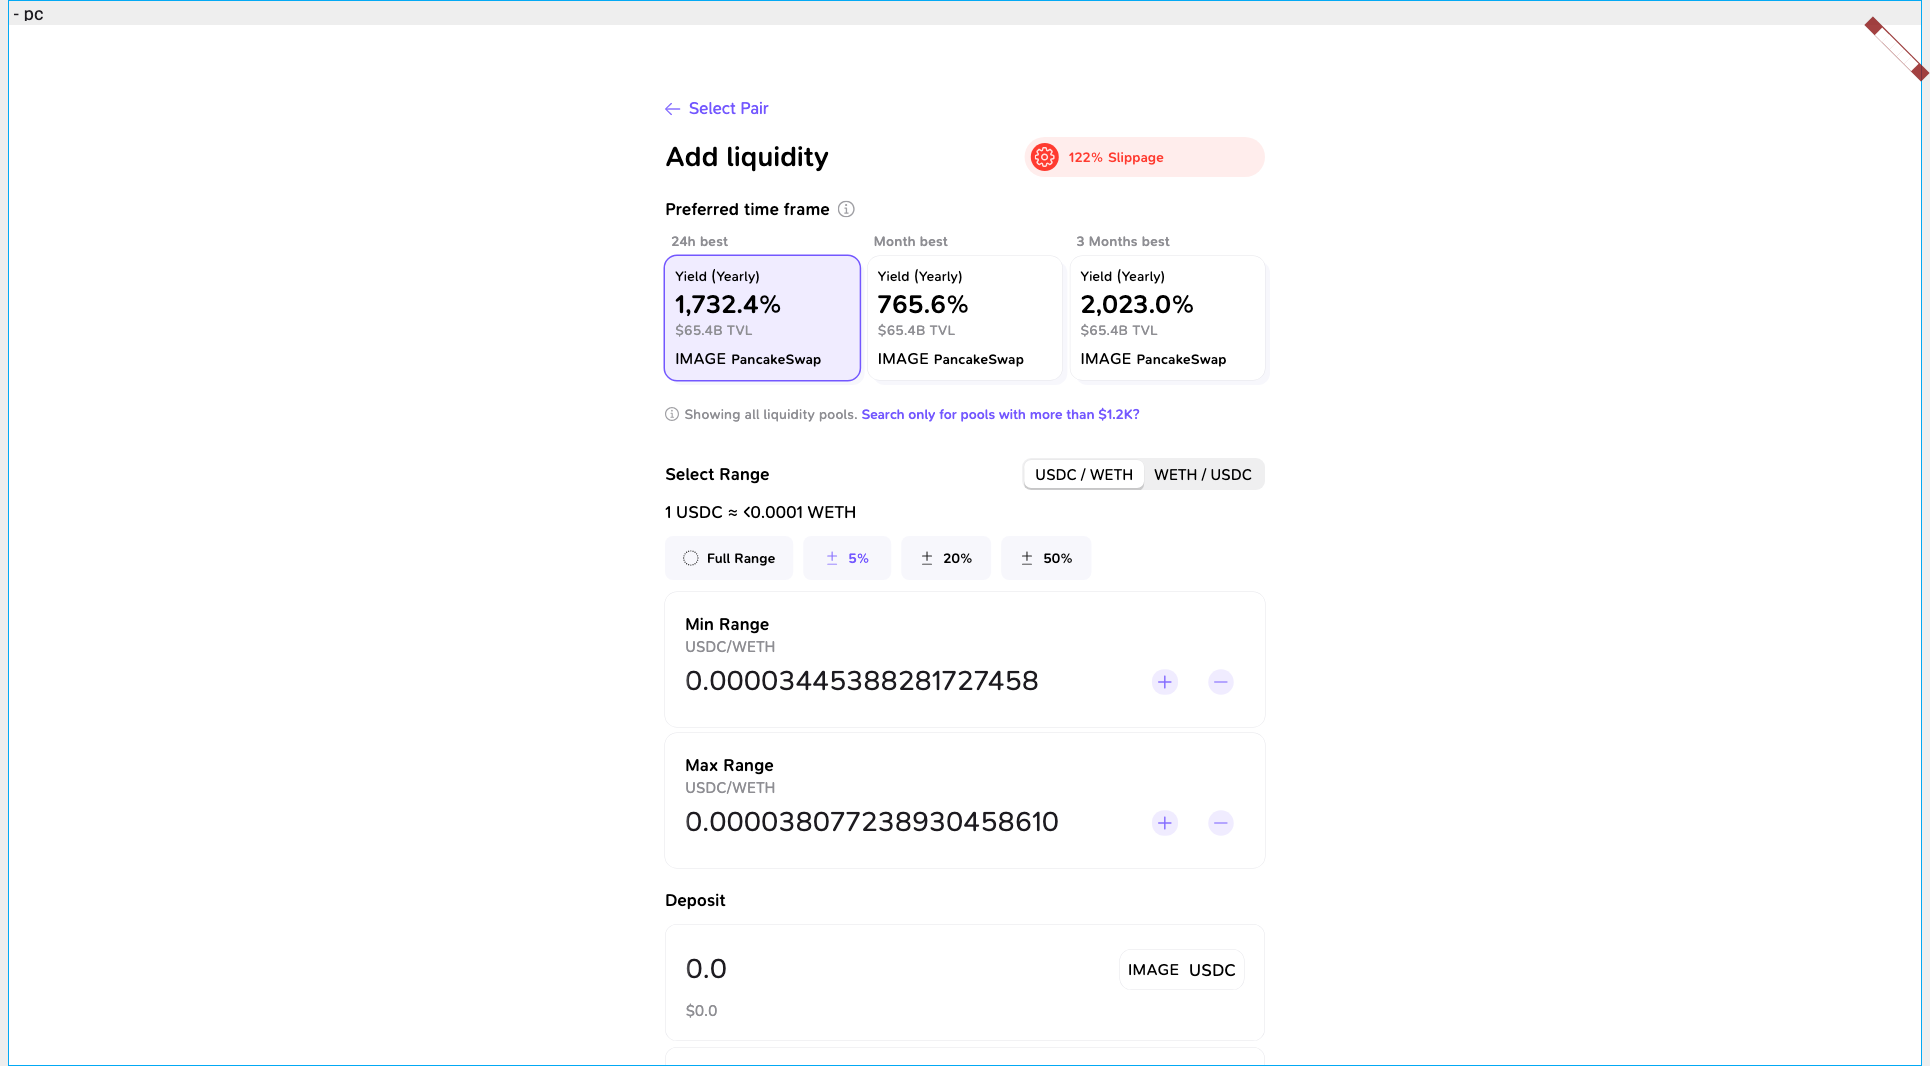 - pc
Select Pair
Add liquidity
122% Slippage
Preferred time frame
24h best
Month best
3 Months best
Yield (Yearly)
1,732.4%
$65.4B TVL
IMAGE PancakeSwap
Yield (Yearly)
765.6%
$65.4B TVL
IMAGE PancakeSwap
Yield (Yearly)
2,023.0%
$65.4B TVL
IMAGE PancakeSwap
Showing all liquidity pools. Search only for pools with more than $1.2K?
Select Range
USDC / WETH
WETH / USDC
1 USDC ≈ <0.0001 WETH
Full Range
± 5%
± 20%
± 50%
Min Range
USDC/WETH
0.00003445388281727458
Max Range
USDC/WETH
0.000038077238930458610
Deposit
0.0
IMAGE USDC
$0.0